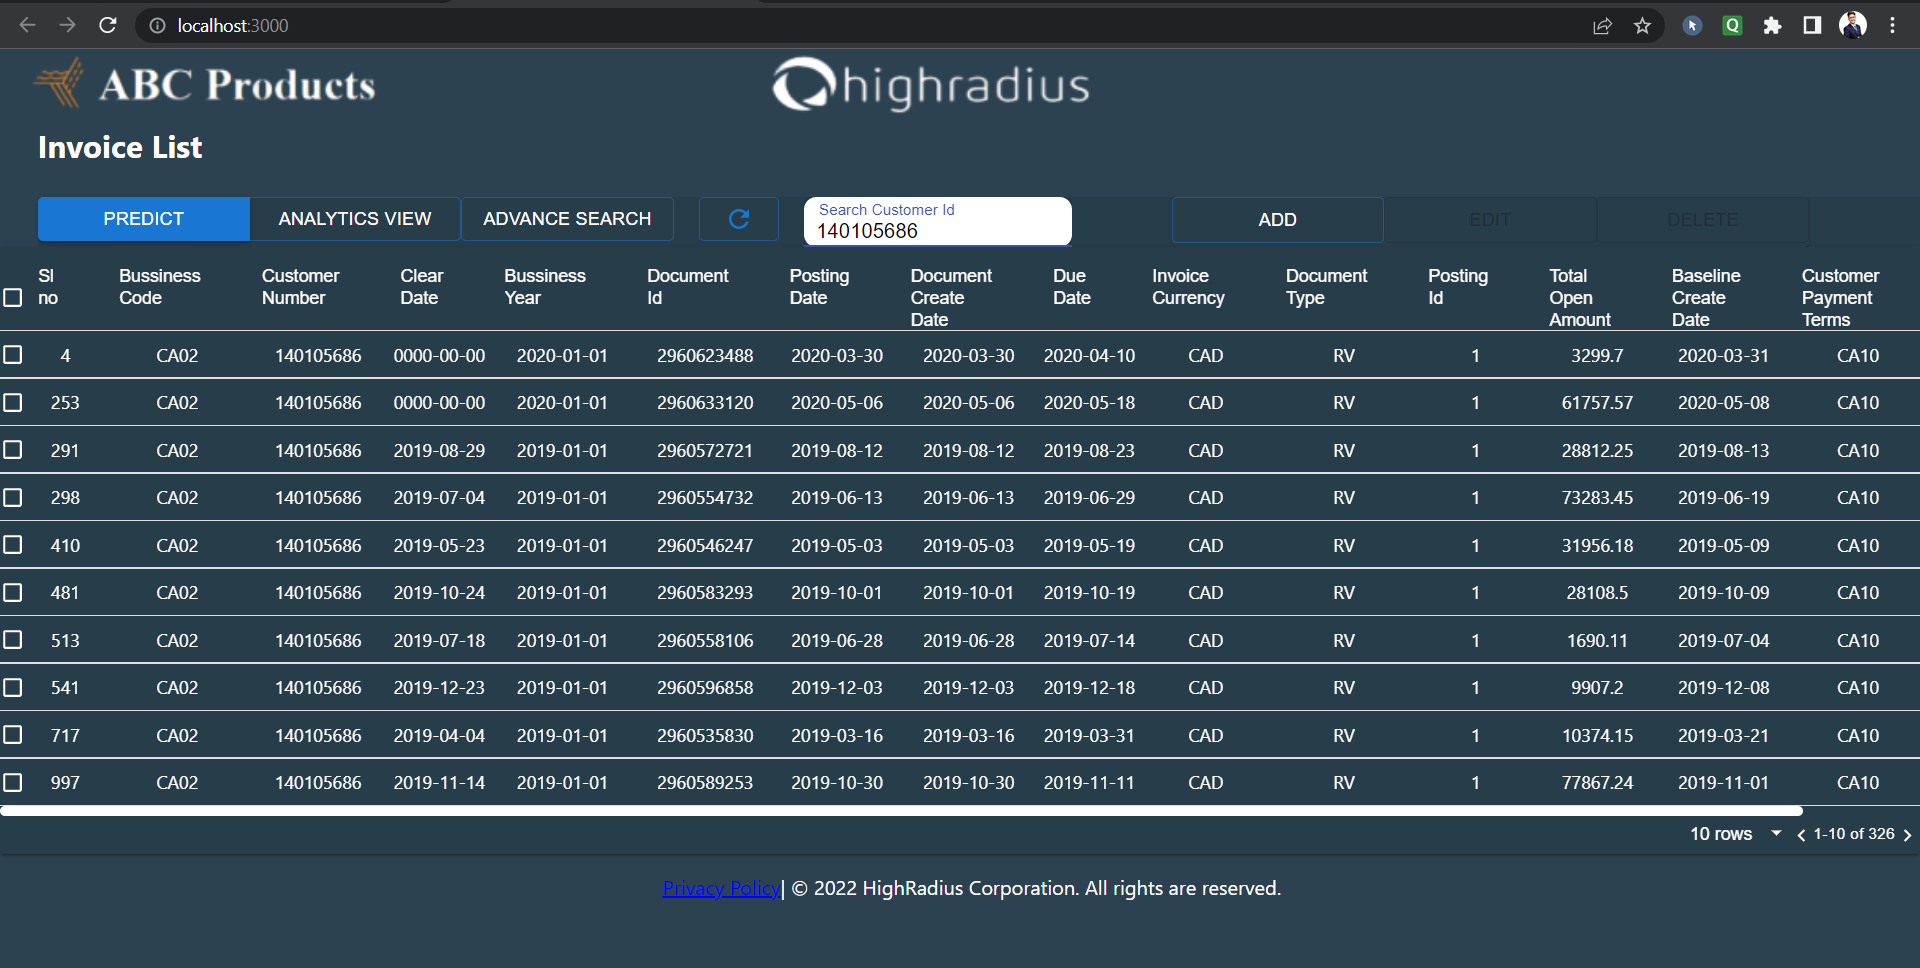 localhost:3000
ABC Products
highradius
Invoice List
PREDICT ANALYTICS VIEW ADVANCE SEARCH Search Customer Id 140105686 ADD EDIT DELETE
Sl no Bussiness Code Customer Number Clear Date Bussiness Year Document Id Posting Date Document Create Date Due Date Invoice Currency Document Type Posting Id Total Open Amount Baseline Create Date Customer Payment Terms
4 CA02 140105686 0000-00-00 2020-01-01 2960623488 2020-03-30 2020-03-30 2020-04-10 CAD RV 1 3299.7 2020-03-31 CA10
253 CA02 140105686 0000-00-00 2020-01-01 2960633120 2020-05-06 2020-05-06 2020-05-18 CAD RV 1 61757.57 2020-05-08 CA10
291 CA02 140105686 2019-08-29 2019-01-01 2960572721 2019-08-12 2019-08-12 2019-08-23 CAD RV 1 28812.25 2019-08-13 CA10
298 CA02 140105686 2019-07-04 2019-01-01 2960554732 2019-06-13 2019-06-13 2019-06-29 CAD RV 1 73283.45 2019-06-19 CA10
410 CA02 140105686 2019-05-23 2019-01-01 2960546247 2019-05-03 2019-05-03 2019-05-19 CAD RV 1 31956.18 2019-05-09 CA10
481 CA02 140105686 2019-10-24 2019-01-01 2960583293 2019-10-01 2019-10-01 2019-10-19 CAD RV 1 28108.5 2019-10-09 CA10
513 CA02 140105686 2019-07-18 2019-01-01 2960558106 2019-06-28 2019-06-28 2019-07-14 CAD RV 1 1690.11 2019-07-04 CA10
541 CA02 140105686 2019-12-23 2019-01-01 2960596858 2019-12-03 2019-12-03 2019-12-18 CAD RV 1 9907.2 2019-12-08 CA10
717 CA02 140105686 2019-04-04 2019-01-01 2960535830 2019-03-16 2019-03-16 2019-03-31 CAD RV 1 10374.15 2019-03-21 CA10
997 CA02 140105686 2019-11-14 2019-01-01 2960589253 2019-10-30 2019-10-30 2019-11-11 CAD RV 1 77867.24 2019-11-01 CA10
10 rows 1-10 of 326
Privacy Policy| © 2022 HighRadius Corporation. All rights are reserved.